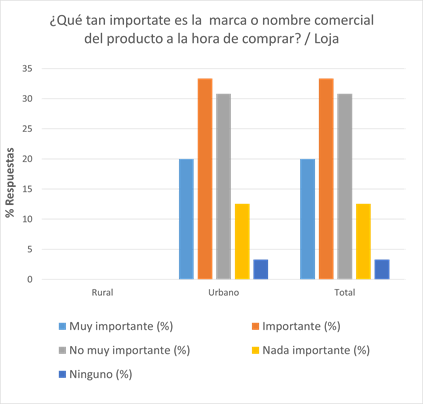 ¿Qué tan importate es la  marca o nombre comercial
del producto a la hora de comprar? / Loja
35
30
25
20
15
10
5
0
% Respuestas
Rural
Urbano
Total
Muy importante (%)
Importante (%)
No muy importante (%)
Nada importante (%)
Ninguno (%)